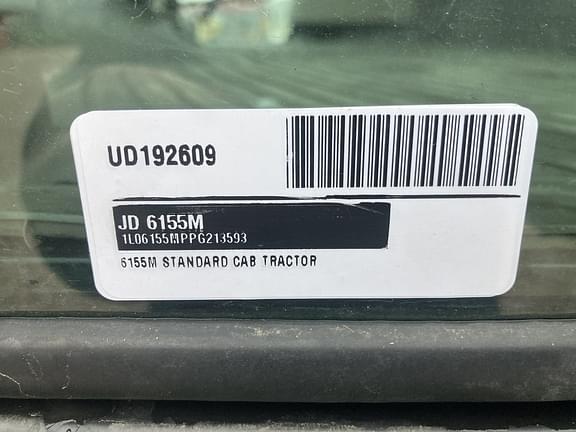 UD192609
JD 6155M
1L06155MPPG213593
6155M STANDARD CAB TRACTOR